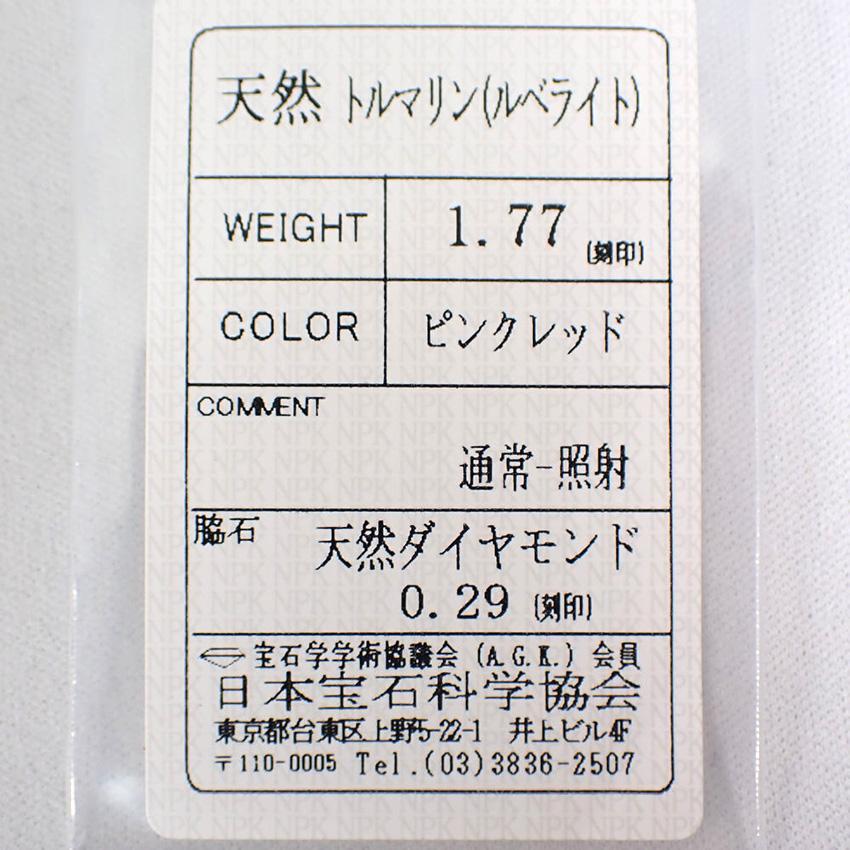 天然 トルマリン(ルベライト)
WEIGHT 1.77 (刻印)
COLOR ピンクレッド
COMMENT
通常-照射
脇石 天然ダイヤモンド
0.29 (刻印)
宝石学学術協議会 (A.G.K.) 会員
日本宝石科学協会
東京都台東区上野5-22-1 井上ビル4F
〒110-0005 Tel.(03)3836-2507